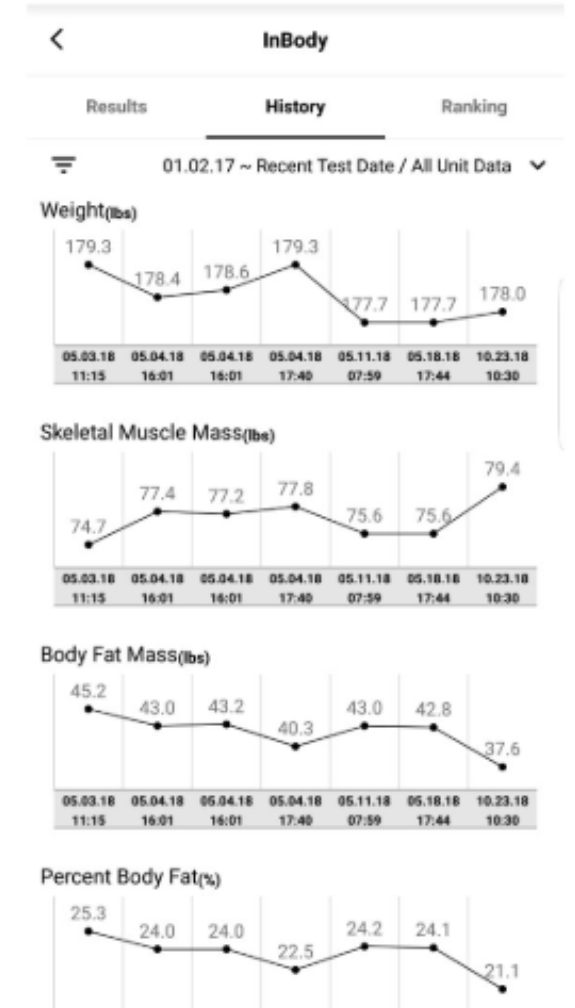 InBody
Results History Ranking
01.02.17 ~ Recent Test Date / All Unit Data
Weight(lbs)
179.3 178.4 178.6 179.3 177.7 177.7 178.0
05.03.18 05.04.18 05.04.18 05.04.18 05.11.18 05.18.18 10.23.18
11:15 16:01 16:01 17:40 07:59 17:44 10:30
Skeletal Muscle Mass(lbs)
74.7 77.4 77.2 77.8 75.6 75.6 79.4
05.03.18 05.04.18 05.04.18 05.04.18 05.11.18 05.18.18 10.23.18
11:15 16:01 16:01 17:40 07:59 17:44 10:30
Body Fat Mass(lbs)
45.2 43.0 43.2 40.3 43.0 42.8 37.6
05.03.18 05.04.18 05.04.18 05.04.18 05.11.18 05.18.18 10.23.18
11:15 16:01 16:01 17:40 07:59 17:44 10:30
Percent Body Fat(%)
25.3 24.0 24.0 22.5 24.2 24.1 21.1